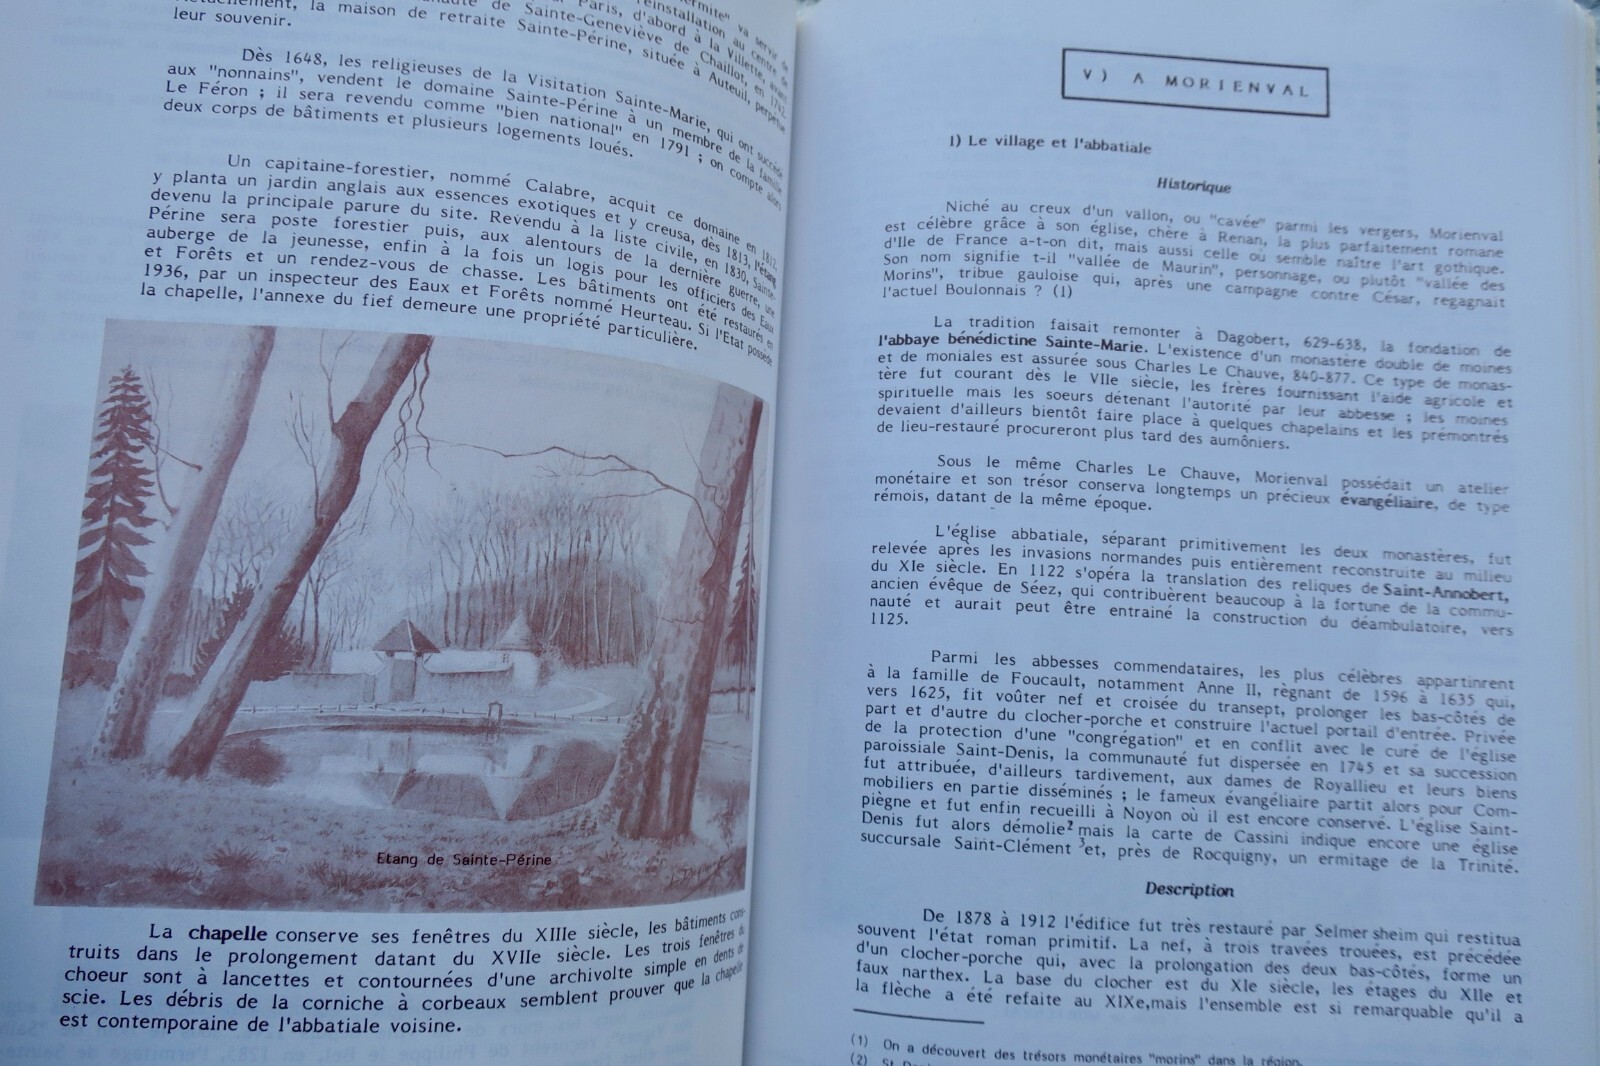 ermite" va servir de
Paris, d'abord à la Villette, avant
de Sainte-Geneviève de Chaillot, en 1742.
la maison de retraite Sainte-Périne, située à Auteuil, perpétue
leur souvenir.
Dès 1648, les religieuses de la Visitation Sainte-Marie, qui ont succédé
aux "nonnains", vendent le domaine Sainte-Périne à un membre de la famille
Le Féron ; il sera revendu comme "bien national" en 1791 ; on compte alors
deux corps de bâtiments et plusieurs logements loués.
Un capitaine-forestier, nommé Calabre, acquit ce domaine en 1812,
y planta un jardin anglais aux essences exotiques et y creusa, dès 1813, l'étang
devenu la principale parure du site. Revendu à la liste civile, en 1830, Sainte-
Périne sera poste forestier puis, aux alentours de la dernière guerre, une
auberge de la jeunesse, enfin à la fois un logis pour les officiers des Eaux
et Forêts et un rendez-vous de chasse. Les bâtiments ont été restaurés en
1936, par un inspecteur des Eaux et Forêts nommé Heurteau. Si l'Etat possède
la chapelle, l'annexe du fief demeure une propriété particulière.
Etang de Sainte-Périne
La chapelle conserve ses fenêtres du XIIIe siècle, les bâtiments cons-
truits dans le prolongement datant du XVIIe siècle. Les trois fenêtres du
choeur sont à lancettes et contournées d'une archivolte simple en dents de
scie. Les débris de la corniche à corbeaux semblent prouver que la chapelle
est contemporaine de l'abbatiale voisine.
V) A MORIENVAL
1) Le village et l'abbatiale
Historique
Niché au creux d'un vallon, ou "cavée" parmi les vergers, Morienval
est célèbre grâce à son église, chère à Renan, la plus parfaitement romane
d'Ile de France a-t-on dit, mais aussi celle où semble naître l'art gothique.
Son nom signifie t-il "vallée de Maurin", personnage, ou plutôt "vallée des
Morins", tribue gauloise qui, après une campagne contre César, regagnait
l'actuel Boulonnais ? (1)
La tradition faisait remonter à Dagobert, 629-638, la fondation de
l'abbaye bénédictine Sainte-Marie. L'existence d'un monastère double de moines
et de moniales est assurée sous Charles Le Chauve, 840-877. Ce type de monas-
tère fut courant dès le VIIe siècle, les frères fournissant l'aide agricole et
spirituelle mais les soeurs détenant l'autorité par leur abbesse ; les moines
devaient d'ailleurs bientôt faire place à quelques chapelains et les prémontrés
de lieu-restauré procureront plus tard des aumôniers.
Sous le même Charles Le Chauve, Morienval possédait un atelier
monétaire et son trésor conserva longtemps un précieux évangéliaire, de type
rémois, datant de la même époque.
L'église abbatiale, séparant primitivement les deux monastères, fut
relevée après les invasions normandes puis entièrement reconstruite au milieu
du XIe siècle. En 1122 s'opéra la translation des reliques de Saint-Annobert,
ancien évêque de Séez, qui contribuèrent beaucoup à la fortune de la commu-
nauté et aurait peut être entrainé la construction du déambulatoire, vers
1125.
Parmi les abbesses commendataires, les plus célèbres appartinrent
à la famille de Foucault, notamment Anne II, règnant de 1596 à 1635 qui,
vers 1625, fit voûter nef et croisée du transept, prolonger les bas-côtés de
part et d'autre du clocher-porche et construire l'actuel portail d'entrée. Privée
de la protection d'une "congrégation" et en conflit avec le curé de l'église
paroissiale Saint-Denis, la communauté fut dispersée en 1745 et sa succession
fut attribuée, d'ailleurs tardivement, aux dames de Royallieu et leurs biens
mobiliers en partie disséminés ; le fameux évangéliaire partit alors pour Com-
piègne et fut enfin recueilli à Noyon où il est encore conservé. L'église Saint-
Denis fut alors démolie² mais la carte de Cassini indique encore une église
succursale Saint-Clément ³et, près de Rocquigny, un ermitage de la Trinité.
Description
De 1878 à 1912 l'édifice fut très restauré par Selmer sheim qui restitua
souvent l'état roman primitif. La nef, à trois travées trouées, est précédée
d'un clocher-porche qui, avec la prolongation des deux bas-côtés, forme un
faux narthex. La base du clocher est du XIe siècle, les étages du XIIe et
la flèche a été refaite au XIXe,mais l'ensemble est si remarquable qu'il a
(1) On a découvert des trésors monétaires "morins" dans la région.
(2) St